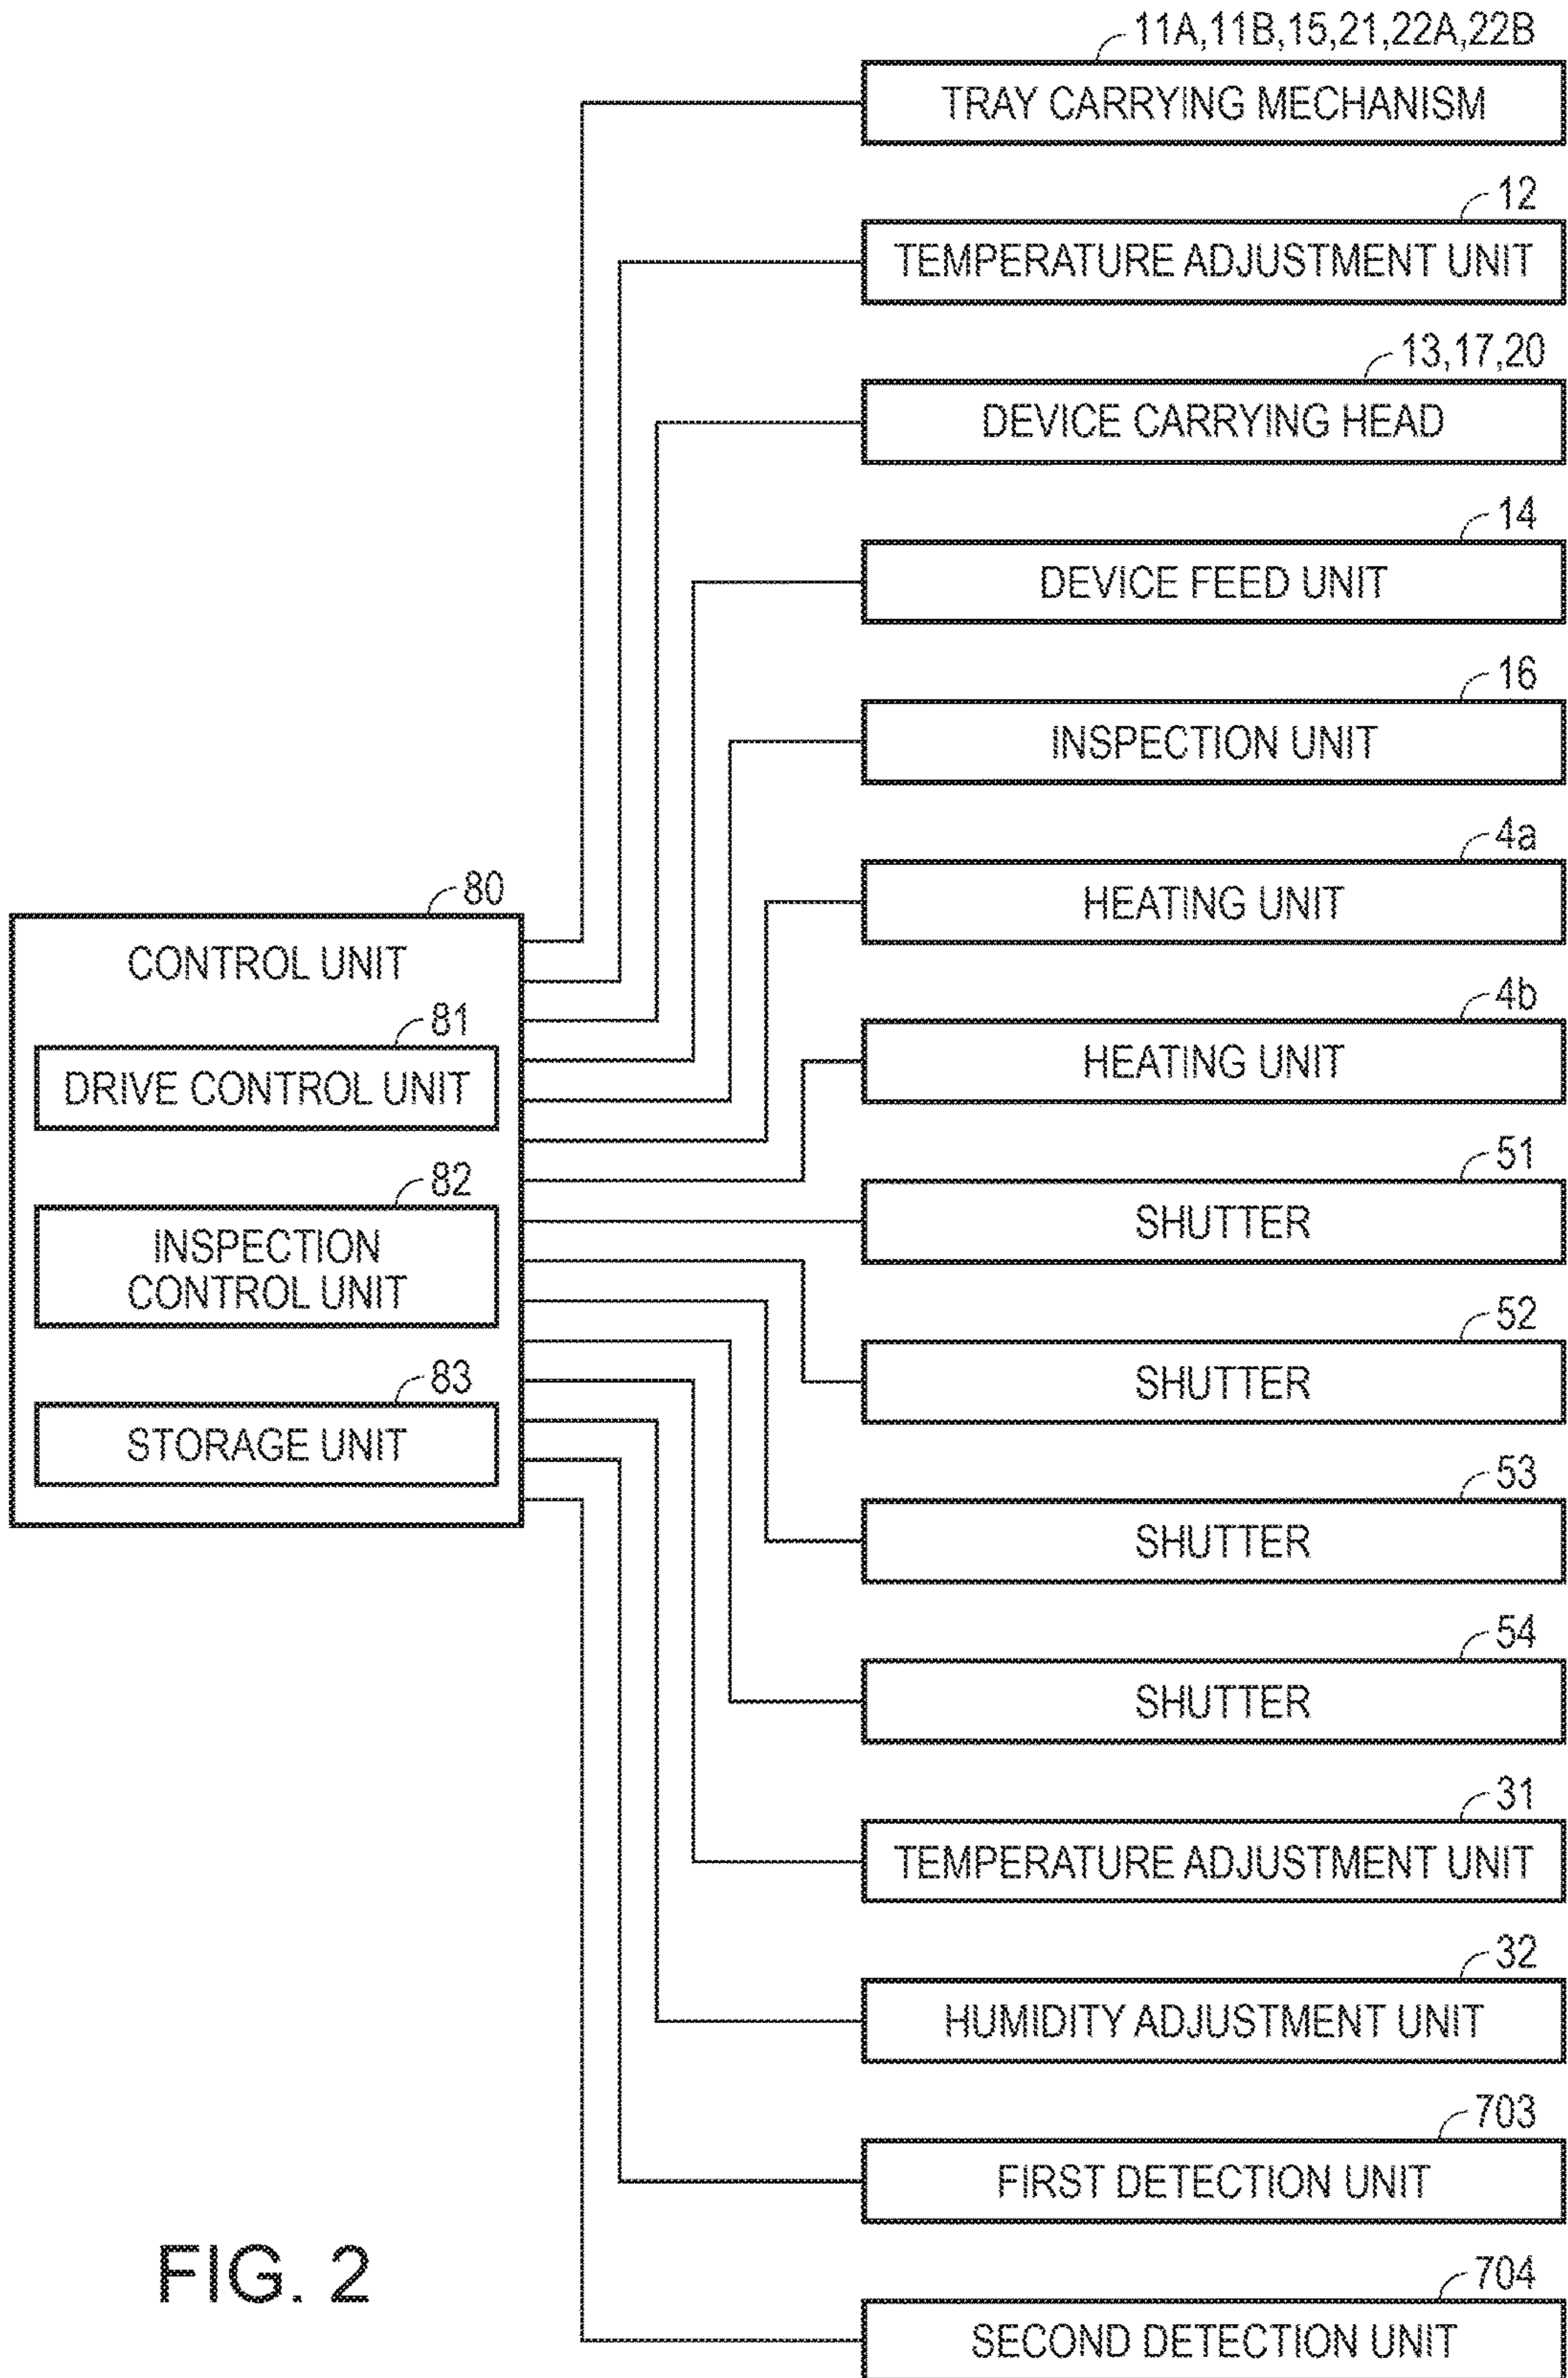 11A,11B,15,21,22A,22B
TRAY CARRYING MECHANISM
12
TEMPERATURE ADJUSTMENT UNIT
13,17,20
DEVICE CARRYING HEAD
14
DEVICE FEED UNIT
16
INSPECTION UNIT
4a
HEATING UNIT
4b
HEATING UNIT
51
SHUTTER
52
SHUTTER
53
SHUTTER
54
SHUTTER
31
TEMPERATURE ADJUSTMENT UNIT
32
HUMIDITY ADJUSTMENT UNIT
703
FIRST DETECTION UNIT
704
SECOND DETECTION UNIT
80
CONTROL UNIT
81
DRIVE CONTROL UNIT
82
INSPECTION
CONTROL UNIT
83
STORAGE UNIT
FIG. 2